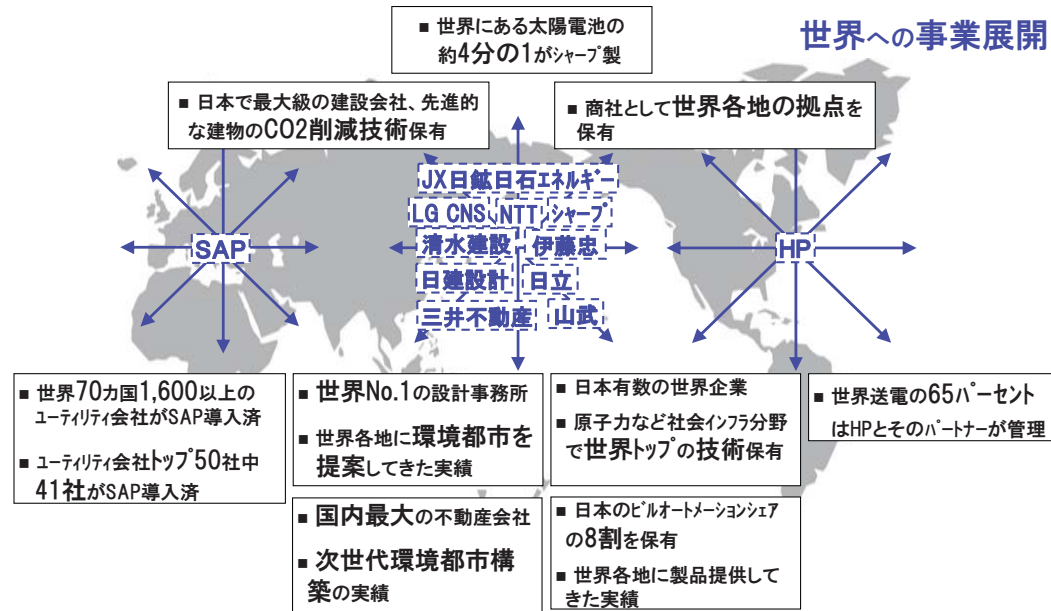 世界への事業展開
■ 世界にある太陽電池の
約4分の1がシャープ製
■ 日本で最大級の建設会社、先進的
な建物のCO2削減技術保有
■ 商社として世界各地の拠点を
保有
JX日鉱日石エネルギー
LG CNS NTT シャープ
清水建設 伊藤忠
日建設計 日立
三井不動産 山武
SAP
HP
■ 世界70カ国1,600以上の
ユーティリティ会社がSAP導入済
■ ユーティリティ会社トップ50社中
41社がSAP導入済
■ 世界No.1の設計事務所
■ 世界各地に環境都市を
提案してきた実績
■ 日本有数の世界企業
■ 原子力など社会インフラ分野
で世界トップの技術保有
■ 世界送電の65パーセント
はHPとそのパートナーが管理
■ 国内最大の不動産会社
■ 次世代環境都市構
築の実績
■ 日本のビルオートメーションシェア
の8割を保有
■ 世界各地に製品提供して
きた実績